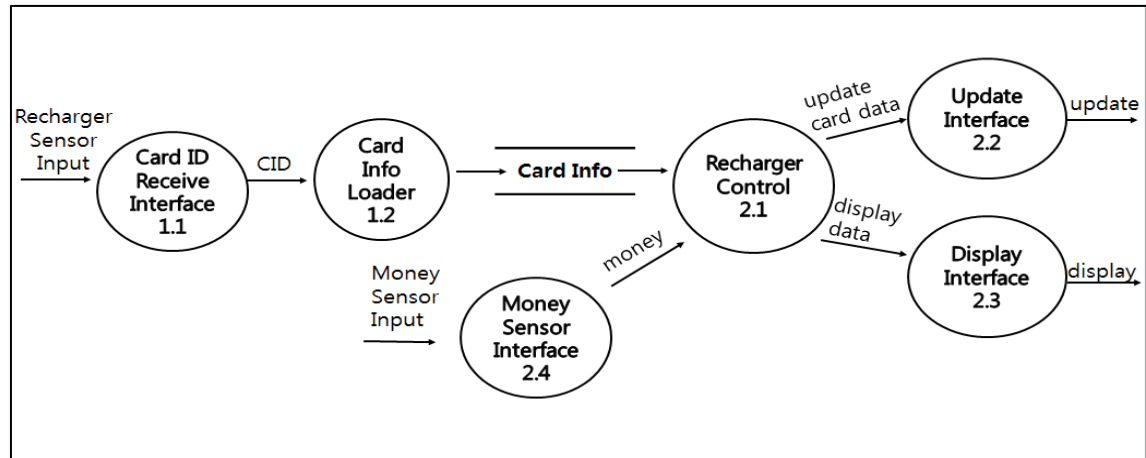 Recharger
Sensor
Input
Card ID
Receive
Interface
1.1
CID
Card
Info
Loader
1.2
Card Info
Money
Sensor
Input
Money
Sensor
Interface
2.4
money
Recharger
Control
2.1
update
card data
Update
Interface
2.2
update
display
data
Display
Interface
2.3
display